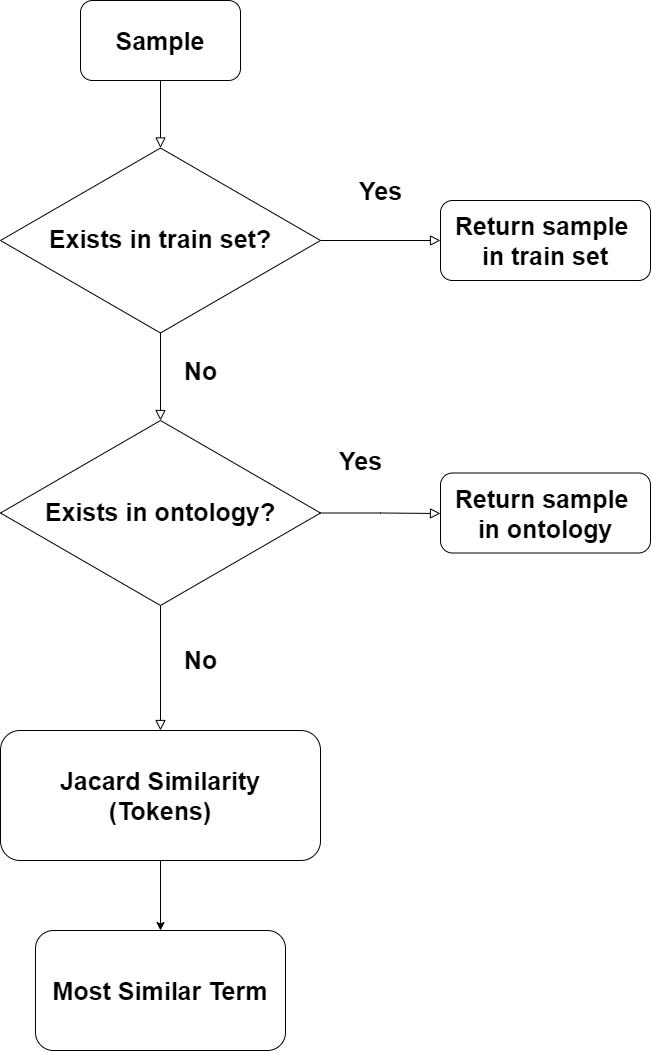 Sample
Exists in train set?
Yes
Return sample
in train set
No
Exists in ontology?
Yes
Return sample
in ontology
No
Jacard Similarity
(Tokens)
Most Similar Term